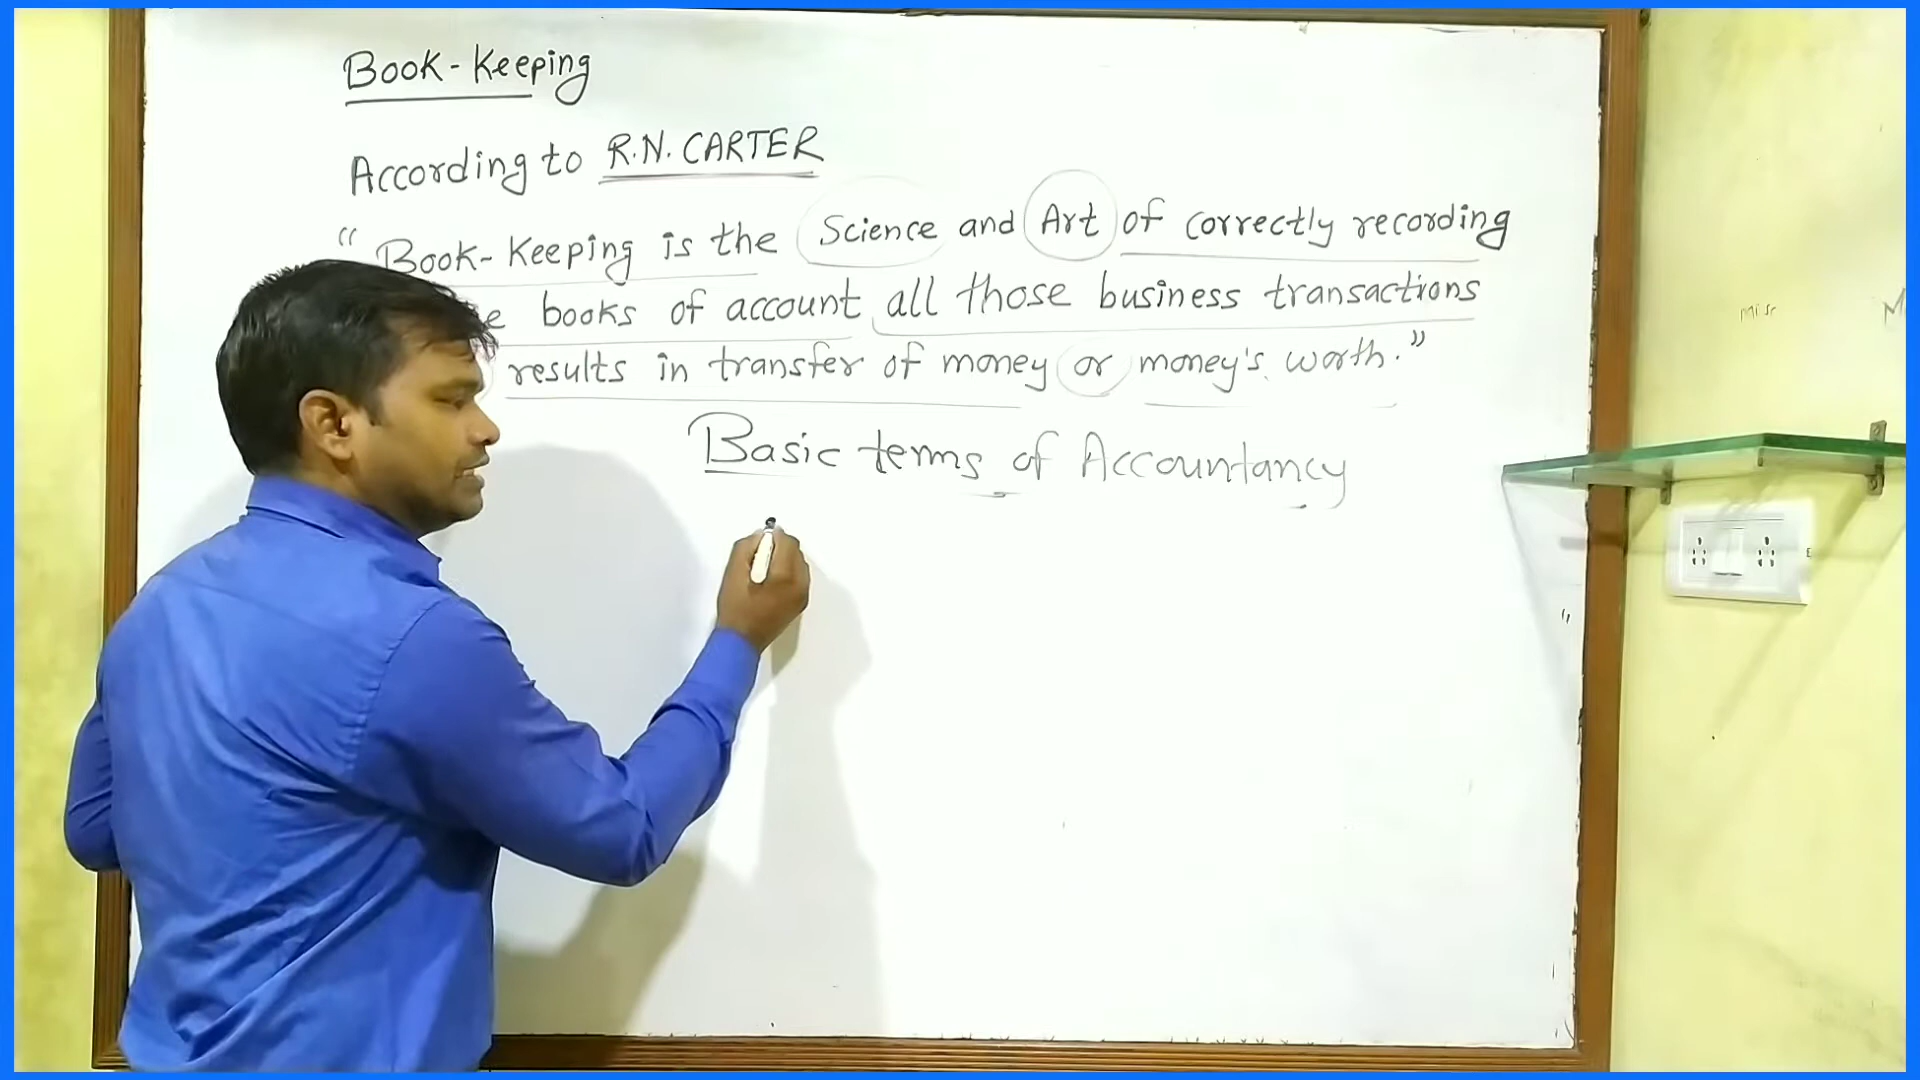 Book-Keeping
According to R.N. CARTER
“Book-Keeping is the Science and Art of correctly recording
books of account all those business transactions
results in transfer of money or money's worth.”
Basic terms of Accountancy